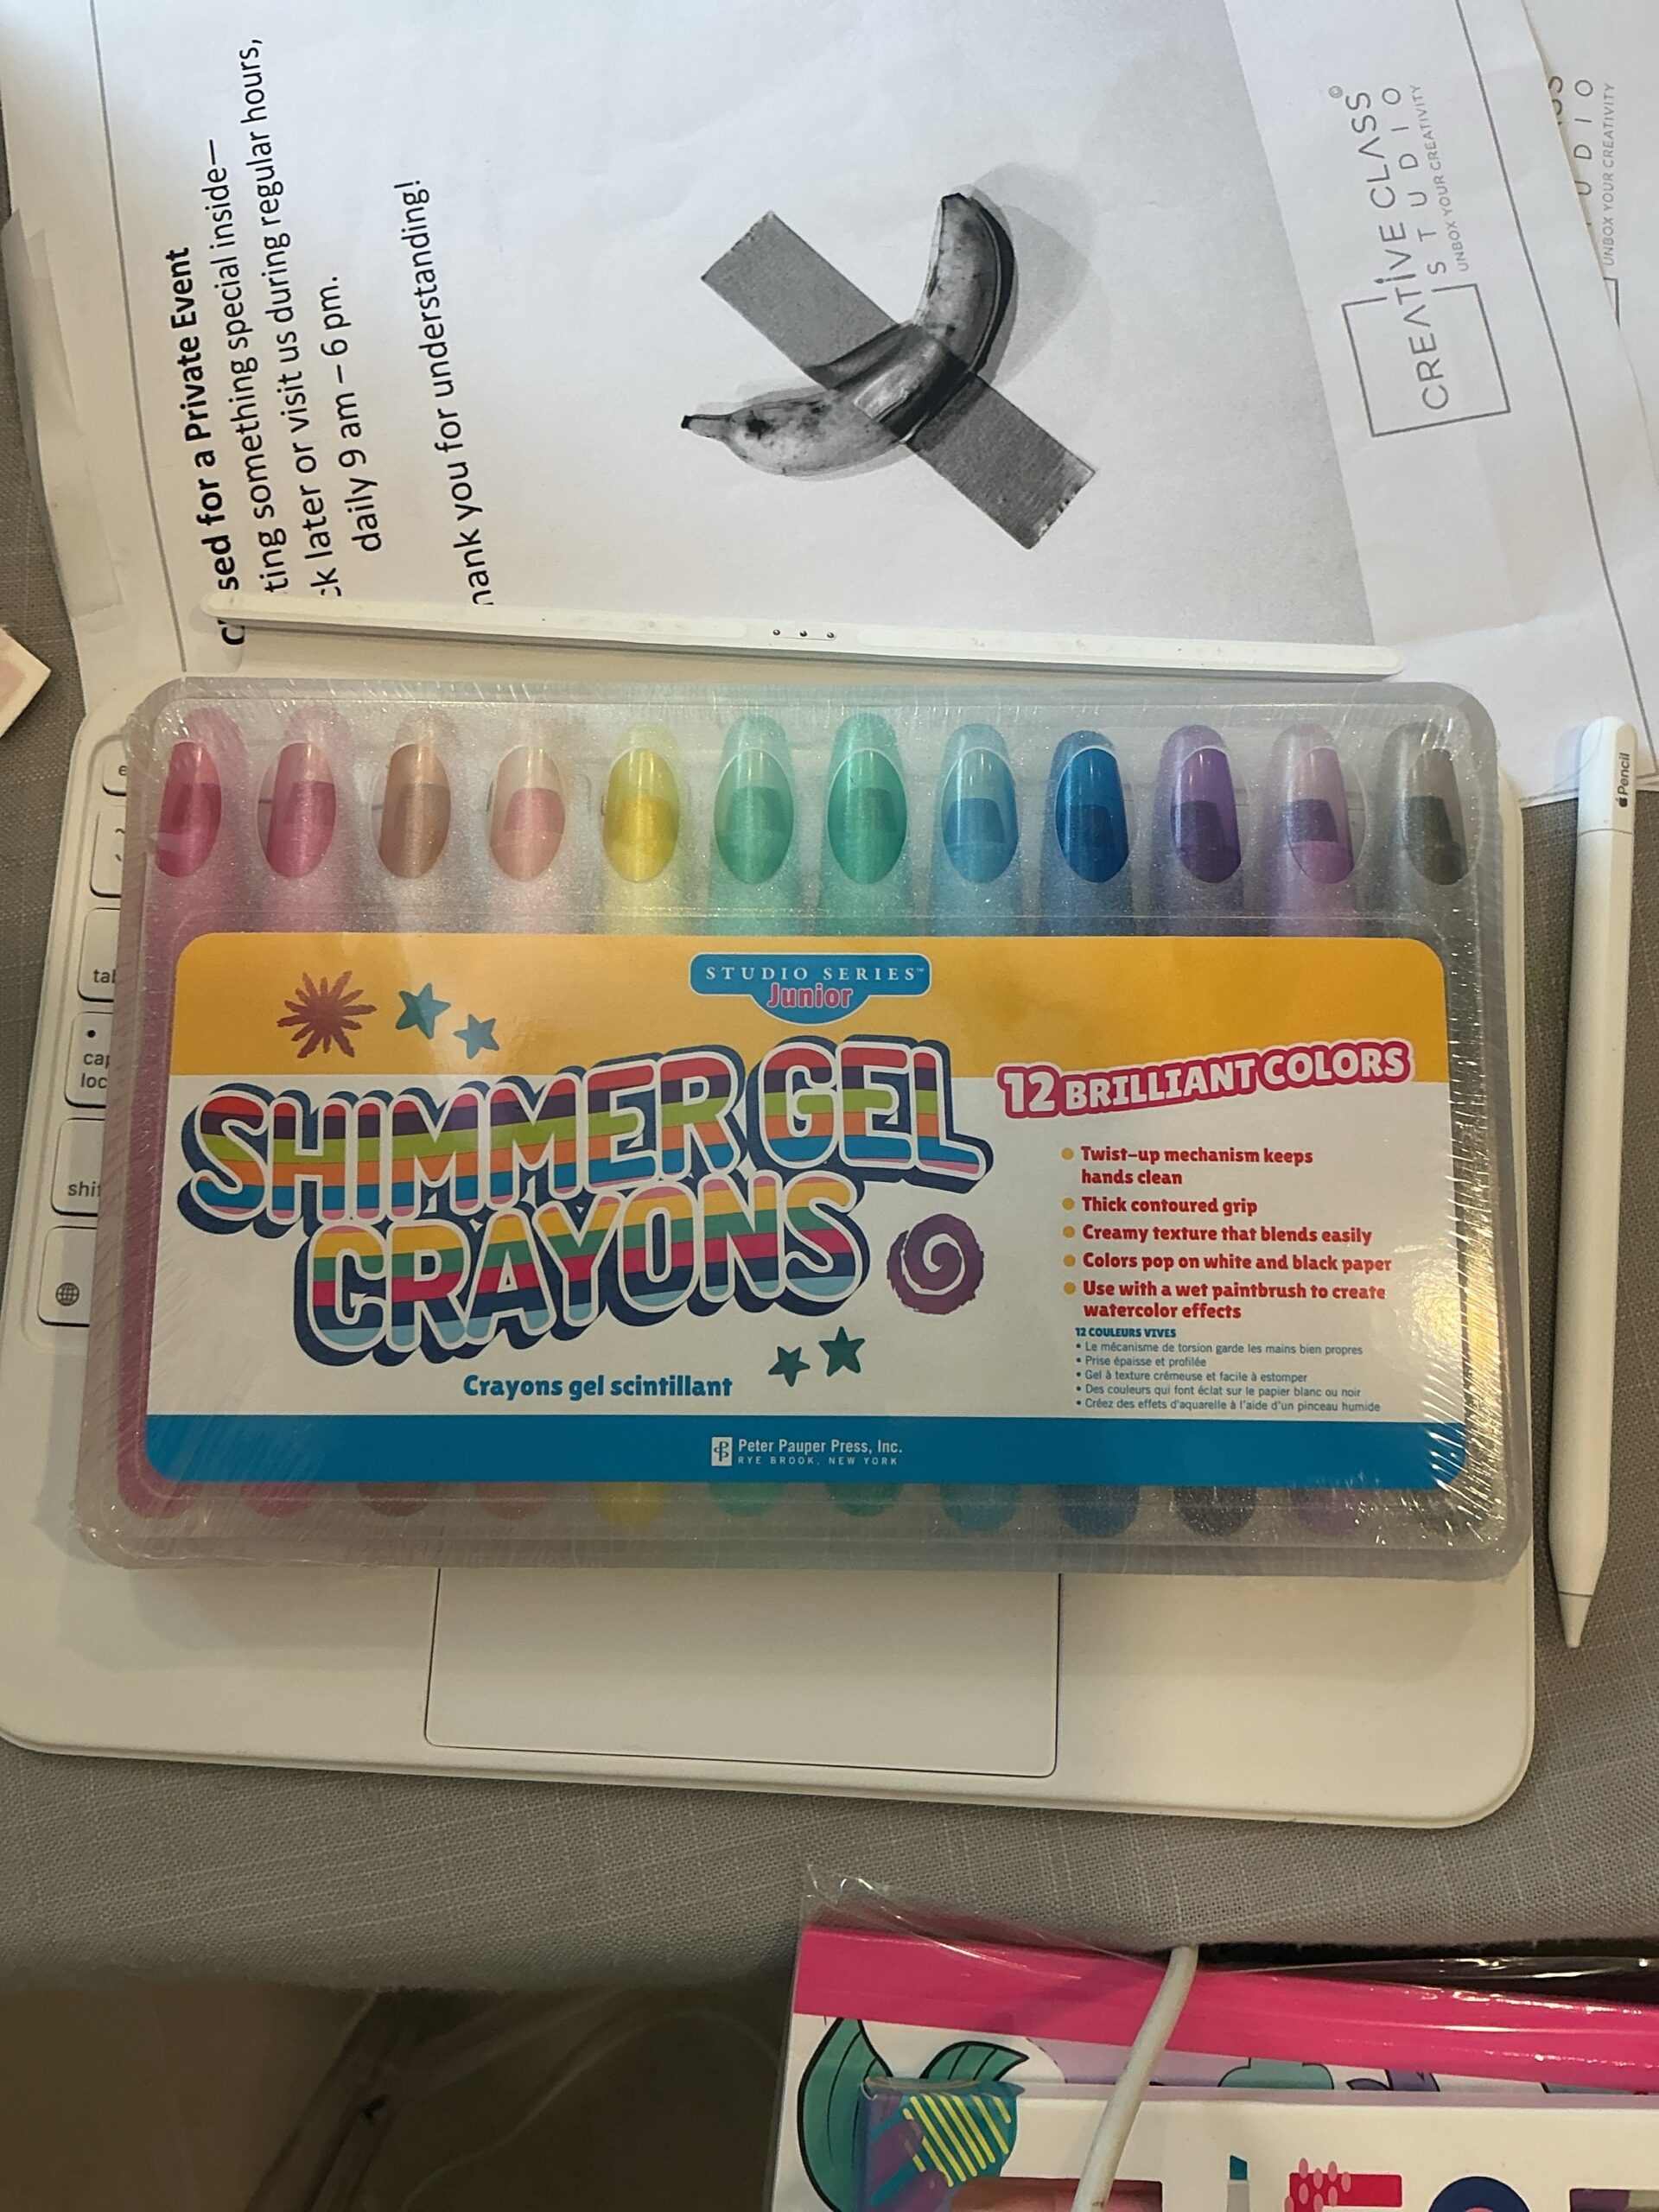 sed for a Private Event
ting something special inside—
ck later or visit us during regular hours,
daily 9 am – 6 pm.
hank you for understanding!
CREATIVE CLASS©
STUDIO
UNBOX YOUR CREATIVITY
UDIO
UNBOX YOUR CREATIVITY
Pencil
tab
cap
loc
shif
STUDIO SERIES™
Junior
SHIMMER GEL
CRAYONS
Crayons gel scintillant
12 BRILLIANT COLORS
Twist-up mechanism keeps
hands clean
Thick contoured grip
Creamy texture that blends easily
Colors pop on white and black paper
Use with a wet paintbrush to create
watercolor effects
12 COULEURS VIVES
• Le mécanisme de torsion garde les mains bien propres
• Prise épaisse et profilée
• Gel à texture crémeuse et facile à estomper
• Des couleurs qui font éclat sur le papier blanc ou noir
• Créez des effets d'aquarelle à l'aide d'un pinceau humide
Peter Pauper Press, Inc.
RYE BROOK, NEW YORK